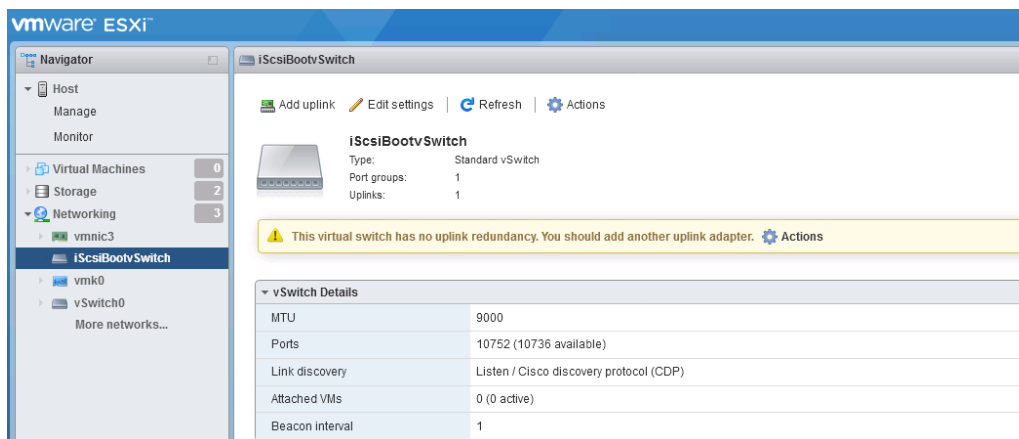 vmware ESXi™
Navigator
Host
Manage
Monitor
Virtual Machines 0
Storage 2
Networking 3
vmnic3
iScsiBootvSwitch
vmk0
vSwitch0
More networks...
iScsiBootvSwitch
Add uplink Edit settings Refresh Actions
iScsiBootvSwitch
Type: Standard vSwitch
Port groups: 1
Uplinks: 1
This virtual switch has no uplink redundancy. You should add another uplink adapter. Actions
vSwitch Details
MTU 9000
Ports 10752 (10736 available)
Link discovery Listen / Cisco discovery protocol (CDP)
Attached VMs 0 (0 active)
Beacon interval 1